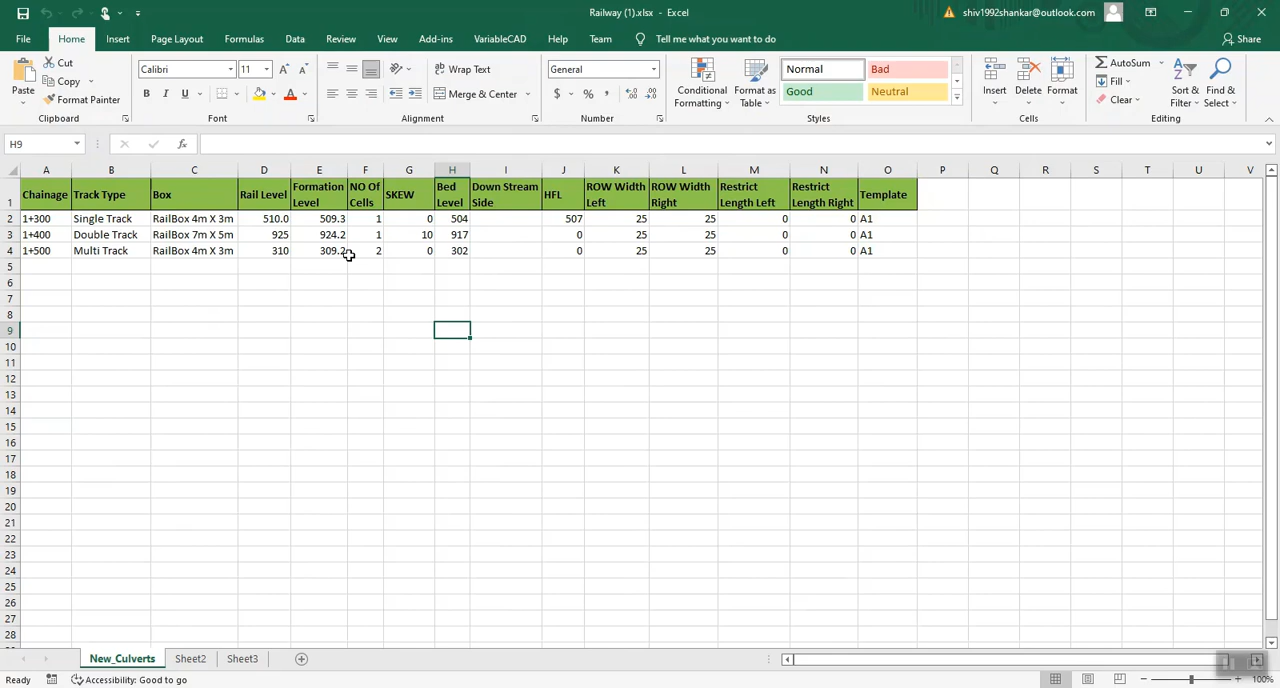 Railway (1).xlsx - Excel
shiv1992shankar@outlook.com
File Home Insert Page Layout Formulas Data Review View Add-ins VariableCAD Help Team Tell me what you want to do Share
Paste
Cut
Copy
Format Painter
Clipboard
Calibri 11
B I U
Font
Wrap Text
Merge & Center
Alignment
General
$ % ,
Number
Conditional Formatting
Format as Table
Normal Bad
Good Neutral
Styles
Insert Delete Format
Cells
AutoSum
Fill
Clear
Sort & Filter
Find & Select
Editing
H9 fx
A B C D E F G H I J K L M N O P Q R S T U V
1 Chainage Track Type Box Rail Level Formation Level NO Of Cells SKEW Bed Level Down Stream Side HFL ROW Width Left ROW Width Right Restrict Length Left Restrict Length Right Template
2 1+300 Single Track RailBox 4m X 3m 510.0 509.3 1 0 504 507 25 25 0 0 A1
3 1+400 Double Track RailBox 7m X 5m 925 924.2 1 10 917 0 25 25 0 0 A1
4 1+500 Multi Track RailBox 4m X 3m 310 309.2 2 0 302 0 25 25 0 0 A1
5
6
7
8
9
10
11
12
13
14
15
16
17
18
19
20
21
22
23
24
25
26
27
28
New_Culverts Sheet2 Sheet3
Ready Accessibility: Good to go 100%